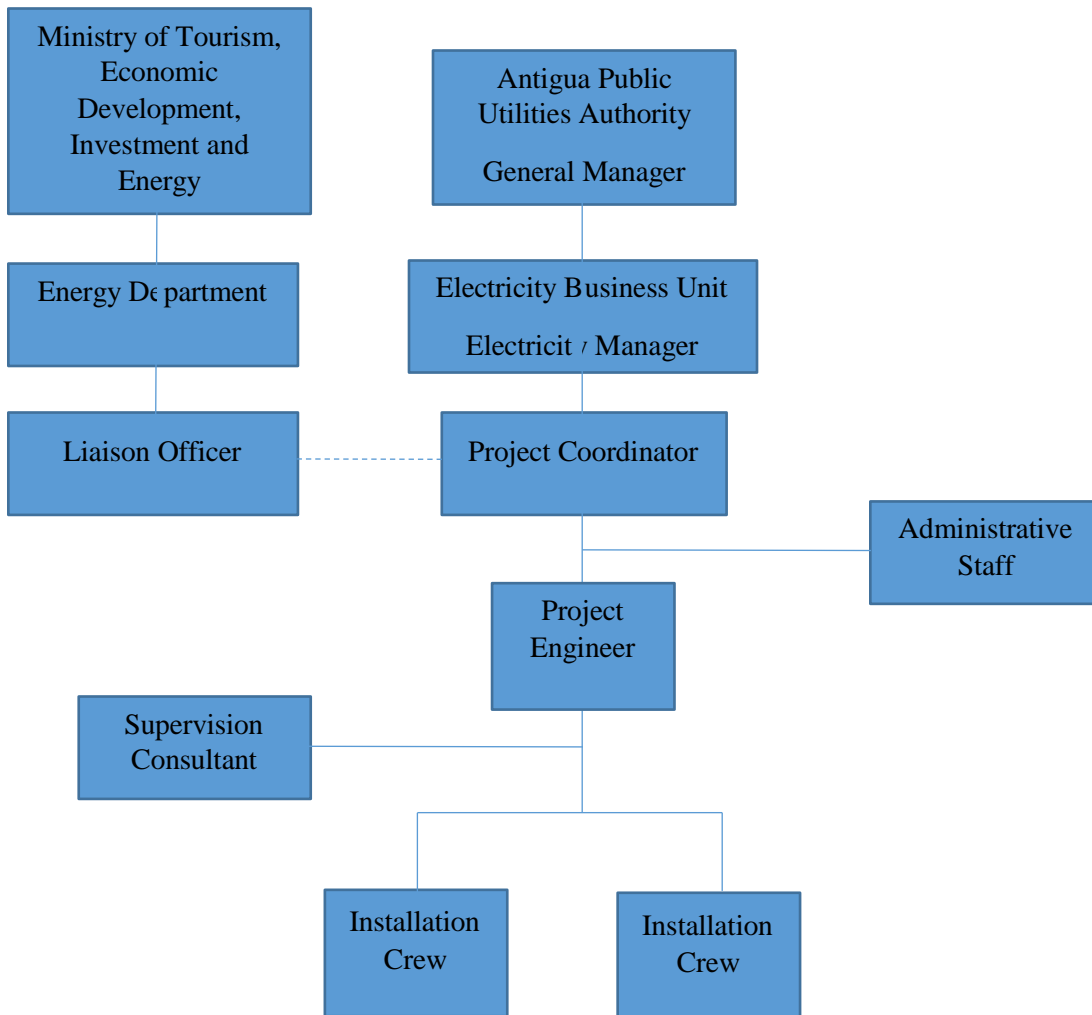 Ministry of Tourism,
Economic
Development,
Investment and
Energy
Antigua Public
Utilities Authority
General Manager
Energy Department
Electricity Business Unit
Electricity Manager
Liaison Officer
Project Coordinator
Administrative
Staff
Project
Engineer
Supervision
Consultant
Installation
Crew
Installation
Crew